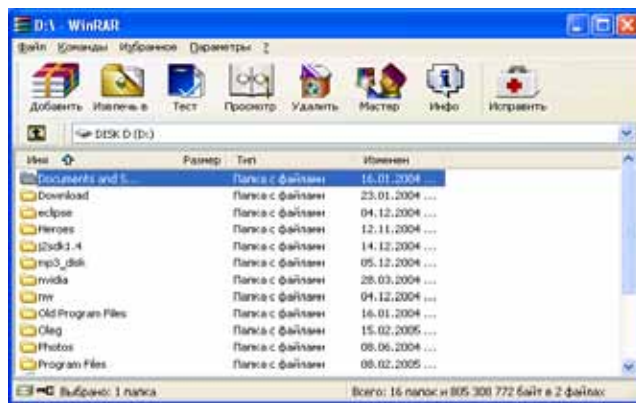 D:\ - WinRAR
Файл Команды Избранное Параметры ?
Добавить Извлечь в Тест Просмотр Удалить Мастер Инфо Исправить
DISK D (D:)
Имя Размер Тип Изменен
Documents and S... Папка с файлами 16.01.2004 ...
Download Папка с файлами 23.01.2004 ...
eclipse Папка с файлами 04.12.2004 ...
Heroes Папка с файлами 12.11.2004 ...
j2sdk1.4 Папка с файлами 14.12.2004 ...
mp3_disk Папка с файлами 05.12.2004 ...
nvidia Папка с файлами 28.03.2004 ...
nw Папка с файлами 04.12.2004 ...
Old Program Files Папка с файлами 16.01.2004 ...
Oleg Папка с файлами 15.02.2005 ...
Photos Папка с файлами 08.06.2004 ...
Program Files Папка с файлами 08.02.2005 ...
Выбрано: 1 папка Всего: 16 папок и 805 308 772 байт в 2 файлах